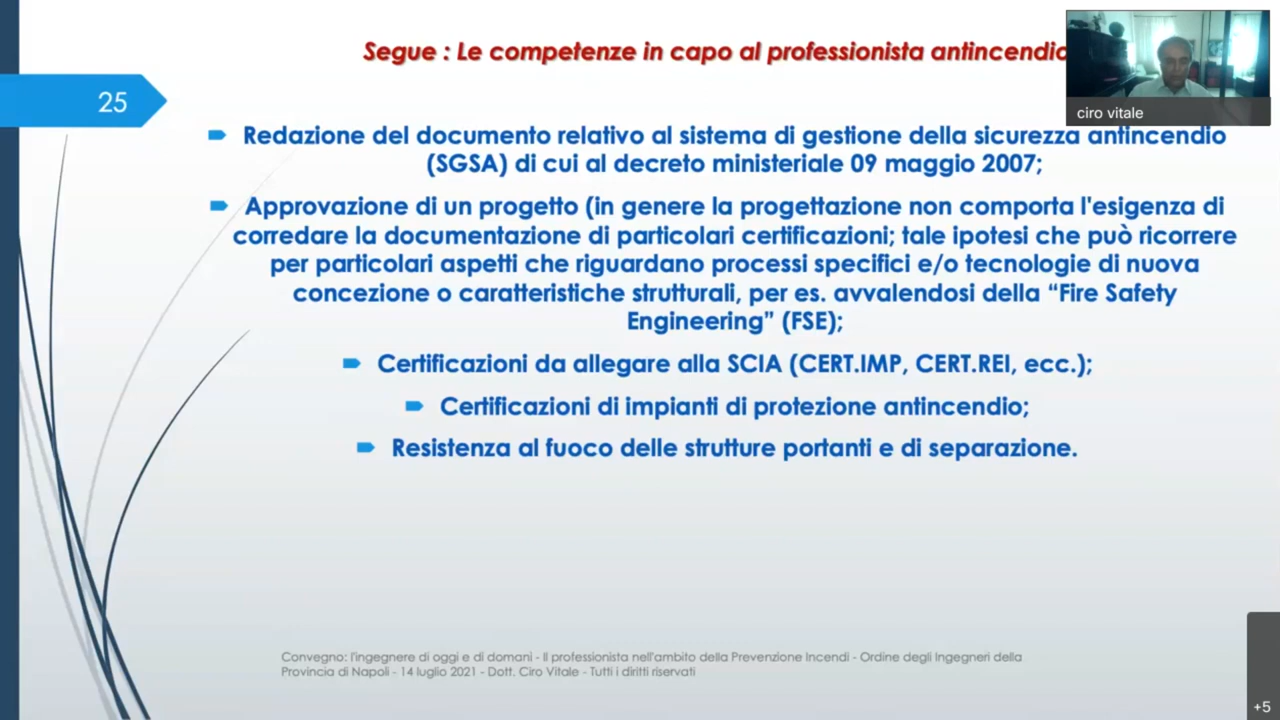 Segue : Le competenze in capo al professionista antincendio
ciro vitale
25
Redazione del documento relativo al sistema di gestione della sicurezza antincendio
(SGSA) di cui al decreto ministeriale 09 maggio 2007;
Approvazione di un progetto (in genere la progettazione non comporta l'esigenza di
corredare la documentazione di particolari certificazioni; tale ipotesi che può ricorrere
per particolari aspetti che riguardano processi specifici e/o tecnologie di nuova
concezione o caratteristiche strutturali, per es. avvalendosi della “Fire Safety
Engineering” (FSE);
Certificazioni da allegare alla SCIA (CERT.IMP, CERT.REI, ecc.);
Certificazioni di impianti di protezione antincendio;
Resistenza al fuoco delle strutture portanti e di separazione.
Convegno: l'ingegnere di oggi e di domani - Il professionista nell'ambito della Prevenzione Incendi - Ordine degli Ingegneri della
Provincia di Napoli - 14 luglio 2021 - Dott. Ciro Vitale - Tutti i diritti riservati
+5